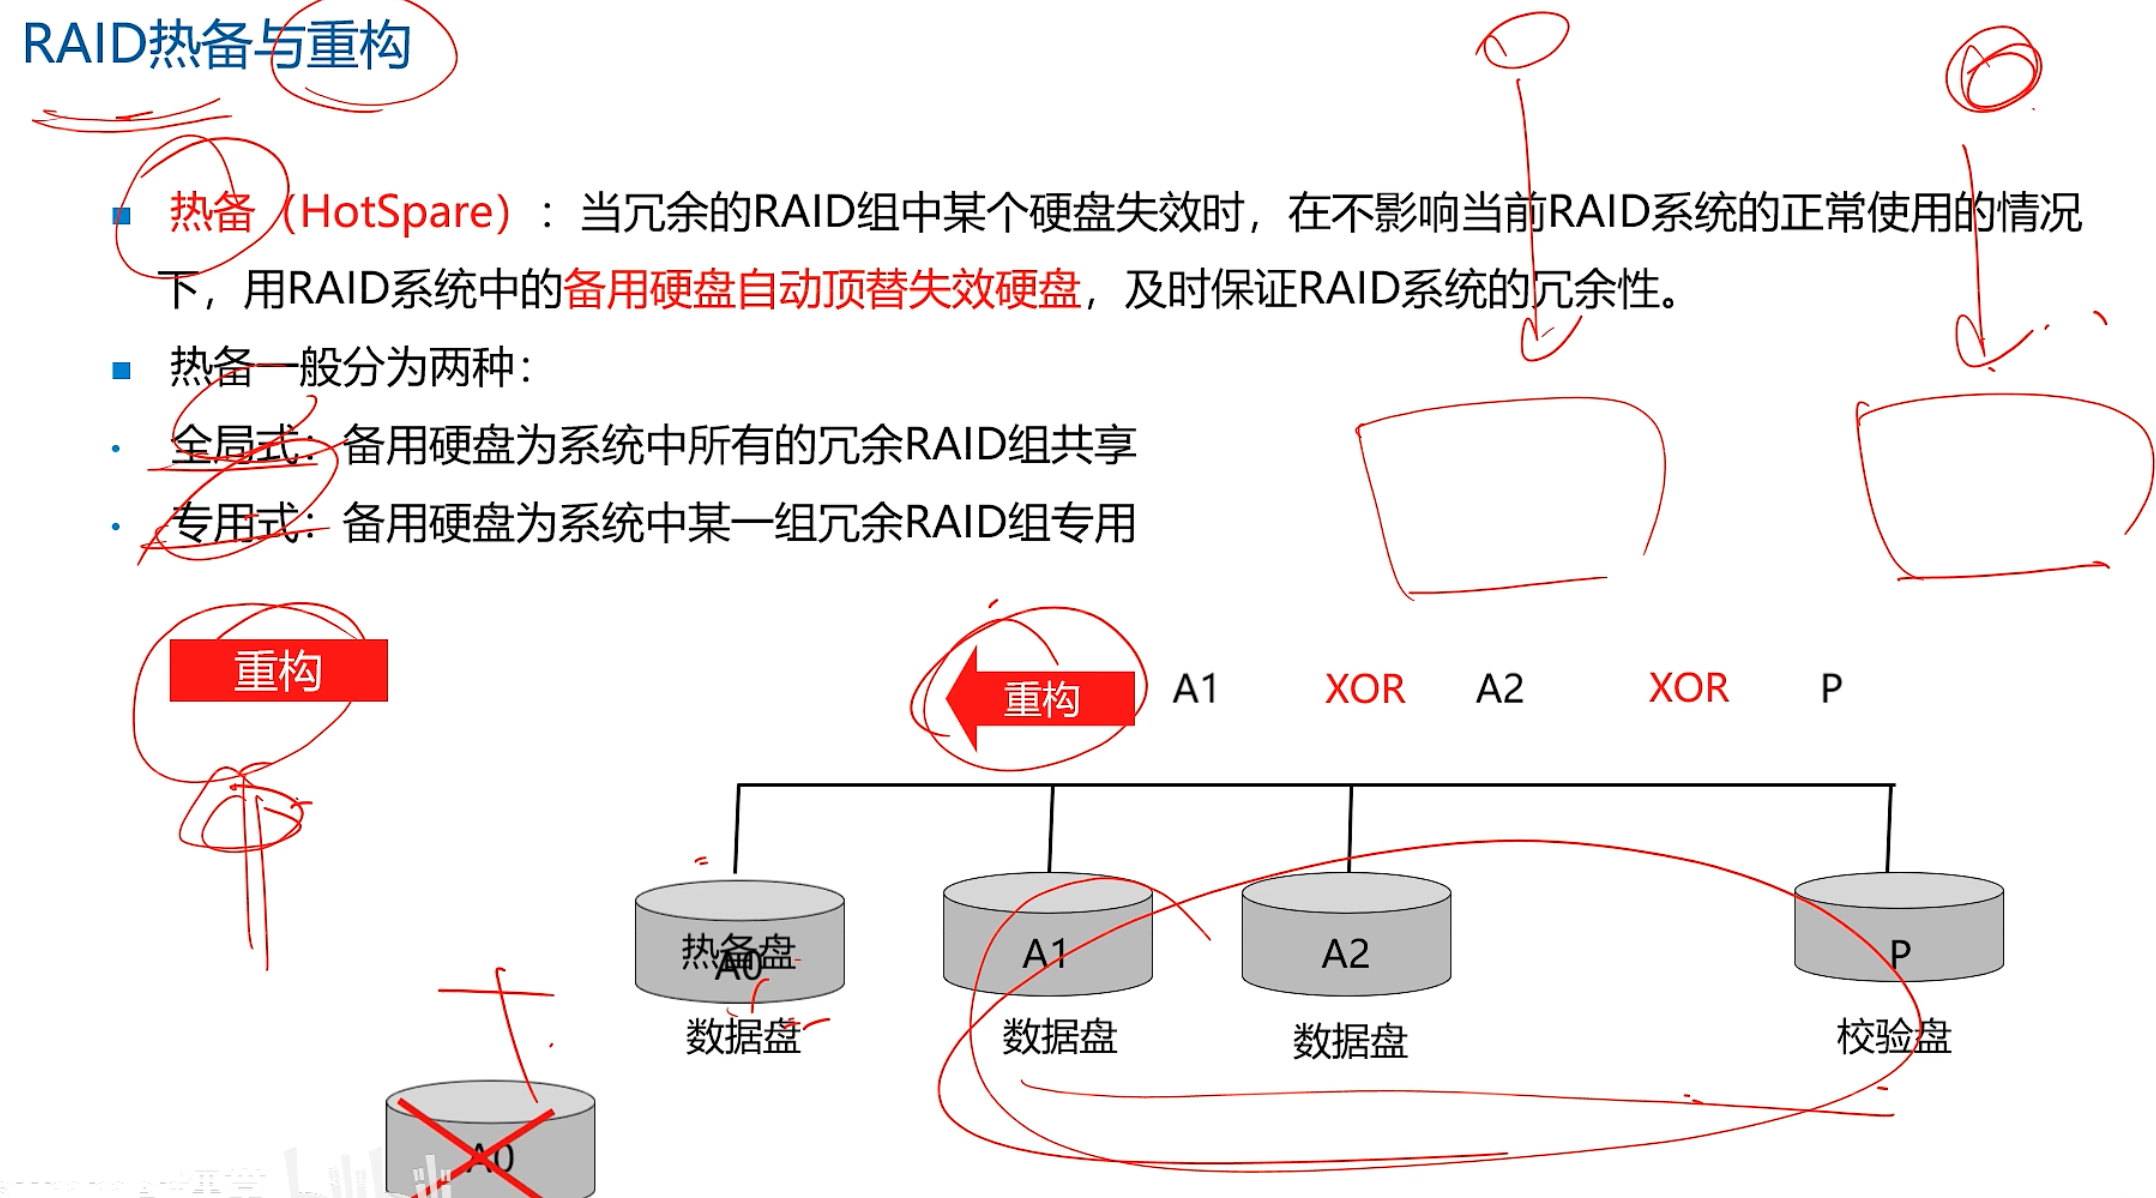 RAID热备与重构
热备（HotSpare）：当冗余的RAID组中某个硬盘失效时，在不影响当前RAID系统的正常使用的情况
下，用RAID系统中的备用硬盘自动顶替失效硬盘，及时保证RAID系统的冗余性。
热备一般分为两种：
全局式：备用硬盘为系统中所有的冗余RAID组共享
专用式：备用硬盘为系统中某一组冗余RAID组专用
重构
重构 A1 XOR A2 XOR P
热备盘
A0 A1 A2 P
数据盘 数据盘 数据盘 校验盘
A0